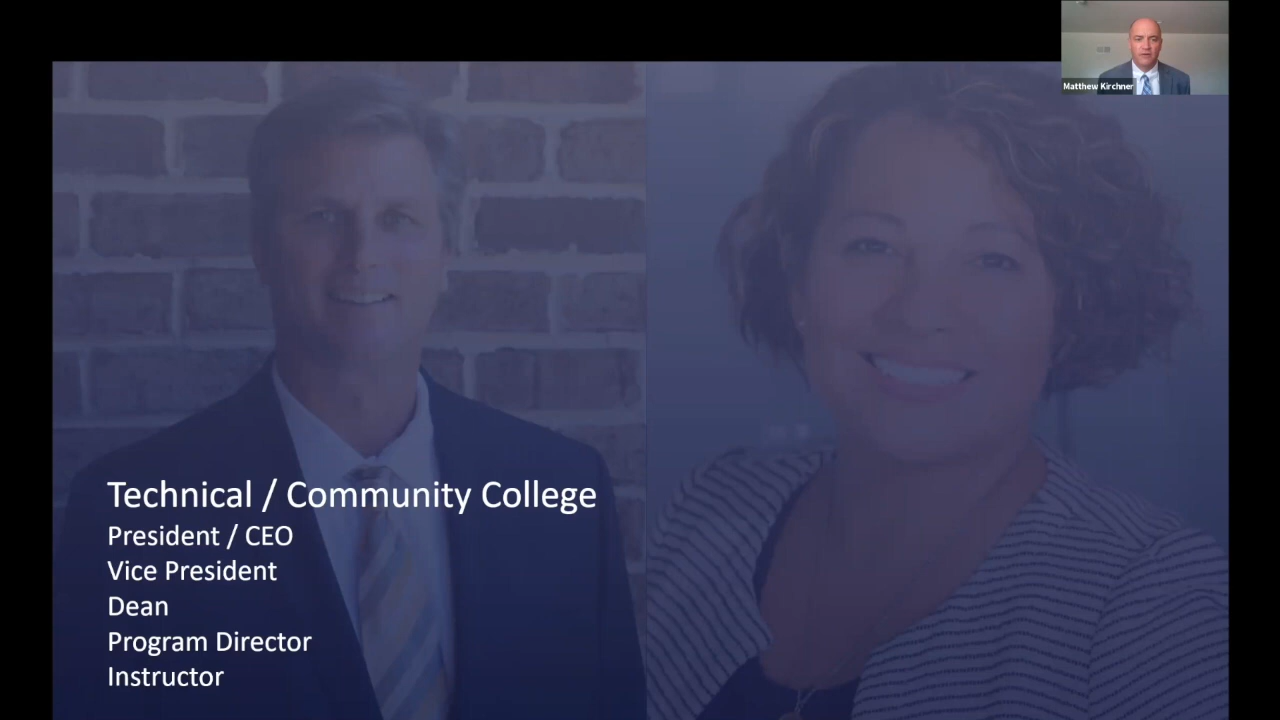 Matthew Kirchner
Technical / Community College
President / CEO
Vice President
Dean
Program Director
Instructor